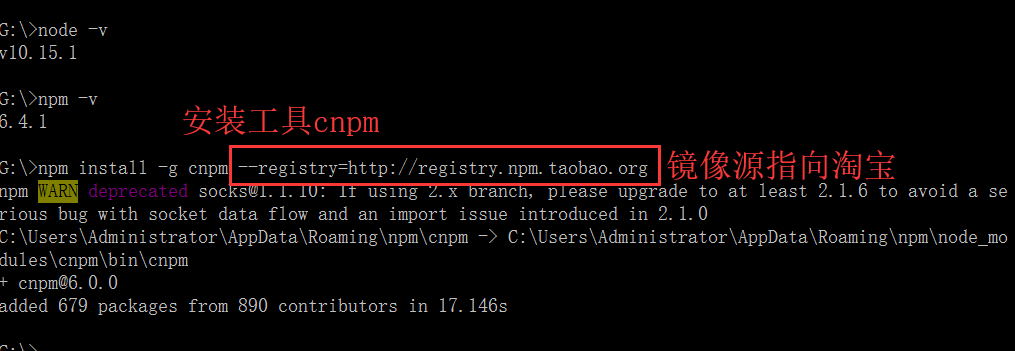 G:\>node -v
v10.15.1
G:\>npm -v
6.4.1
安装工具cnpm
G:\>npm install -g cnpm --registry=http://registry.npm.taobao.org
镜像源指向淘宝
npm WARN deprecated socks@1.1.10: If using 2.x branch, please upgrade to at least 2.1.6 to avoid a se
rious bug with socket data flow and an import issue introduced in 2.1.0
C:\Users\Administrator\AppData\Roaming\npm\cnpm -> C:\Users\Administrator\AppData\Roaming\npm\node_mo
dules\cnpm\bin\cnpm
+ cnpm@6.0.0
added 679 packages from 890 contributors in 17.146s
G:\>